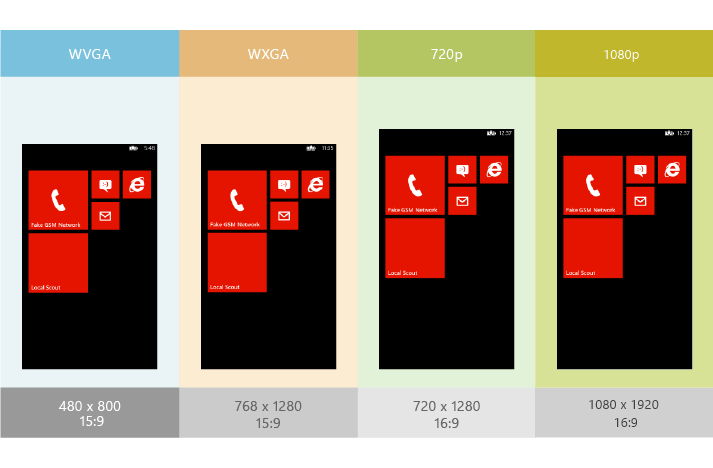 WVGA
WXGA
720p
1080p
5:48
Fake GSM Network
Local Scout
11:55
Fake GSM Network
Local Scout
12:37
Fake GSM Network
Local Scout
12:37
Fake GSM Network
Local Scout
480 x 800
15:9
768 x 1280
15:9
720 x 1280
16:9
1080 x 1920
16:9